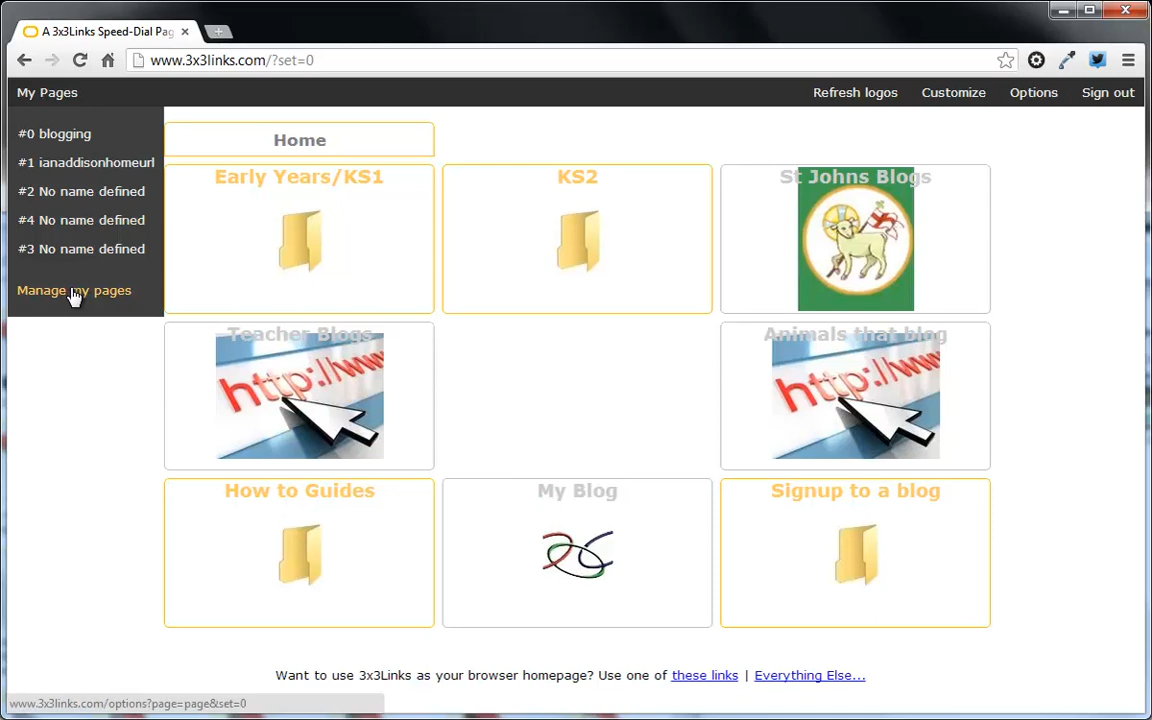 A 3x3Links Speed-Dial Pag
www.3x3links.com/?set=0
My Pages
Refresh logos
Customize
Options
Sign out
#0 blogging
#1 ianaddisonhomeurl
#2 No name defined
#4 No name defined
#3 No name defined
Manage my pages
Home
Early Years/KS1
KS2
St Johns Blogs
Teacher Blogs
http://ww
Animals that blog
http://ww
How to Guides
My Blog
Signup to a blog
Want to use 3x3Links as your browser homepage? Use one of these links | Everything Else...
www.3x3links.com/options?page=page&set=0